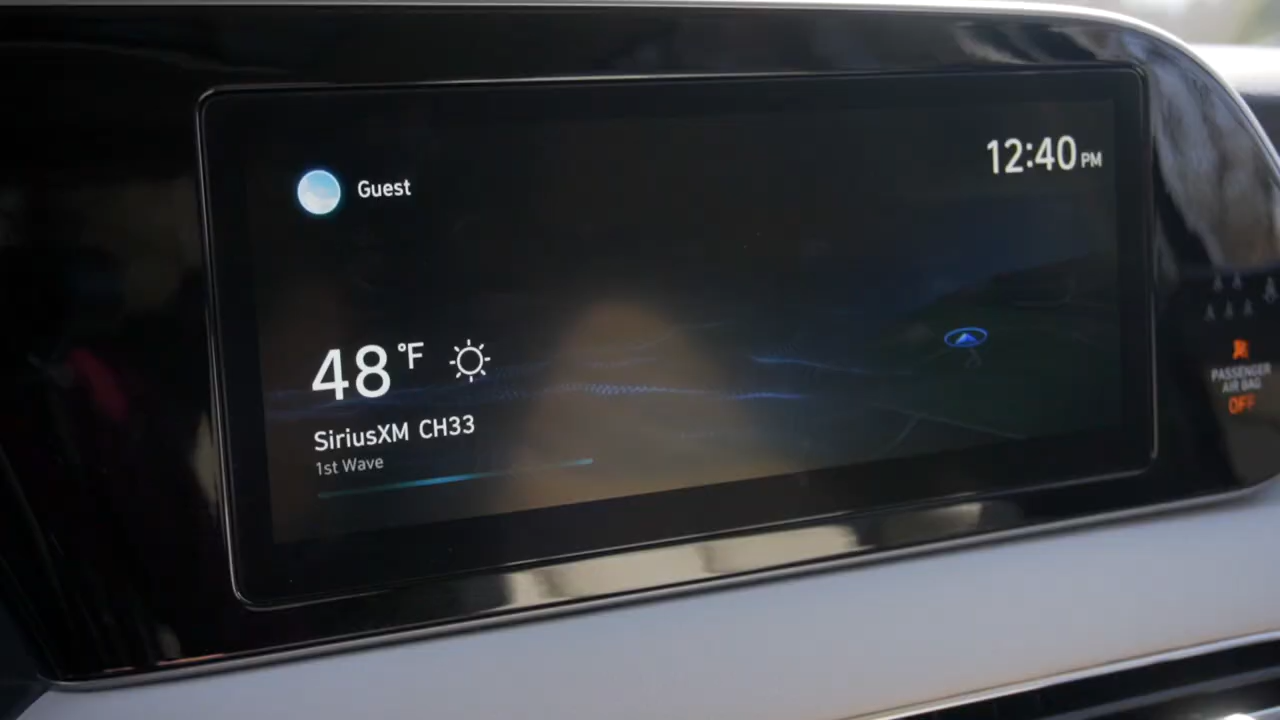 Guest
12:40 PM
48 °F
SiriusXM CH33
1st Wave
PASSENGER
AIR BAG
OFF